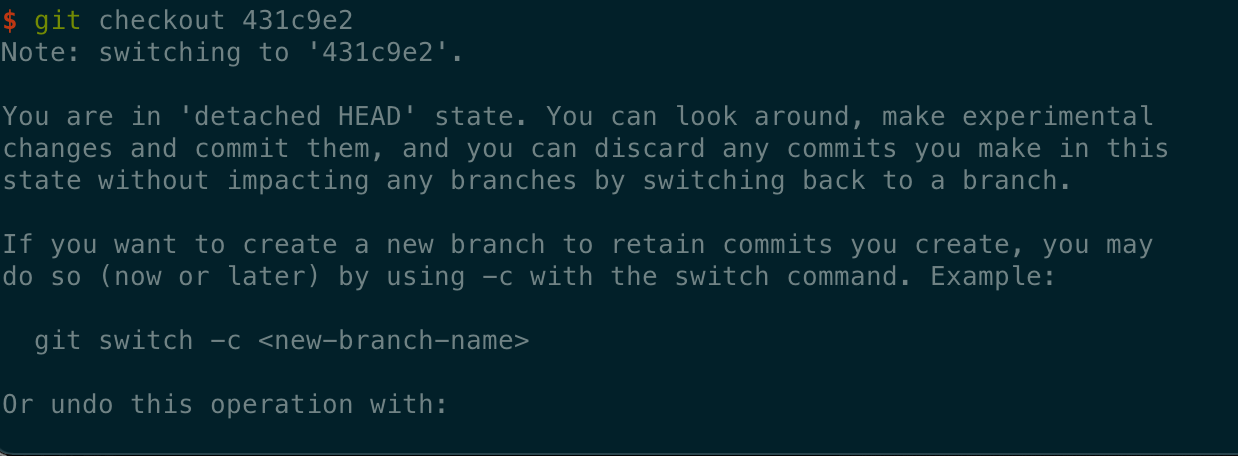 $ git checkout 431c9e2
Note: switching to '431c9e2'.
You are in 'detached HEAD' state. You can look around, make experimental
changes and commit them, and you can discard any commits you make in this
state without impacting any branches by switching back to a branch.
If you want to create a new branch to retain commits you create, you may
do so (now or later) by using -c with the switch command. Example:
git switch -c <new-branch-name>
Or undo this operation with: